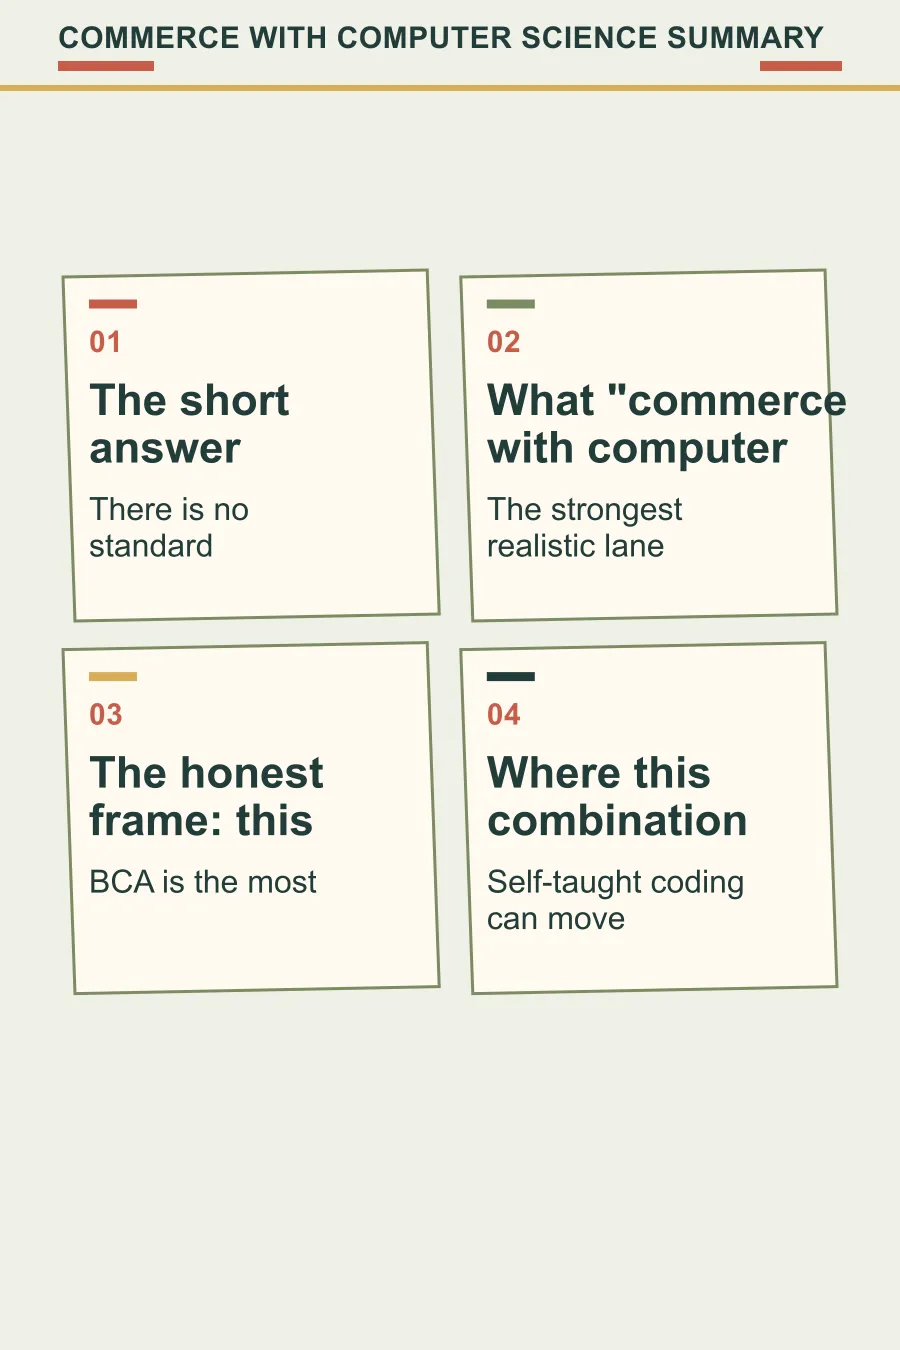 COMMERCE WITH COMPUTER SCIENCE SUMMARY
01
The short
answer
There is no
standard
02
What "commerce
with computer
The strongest
realistic lane
03
The honest
frame: this
BCA is the most
04
Where this
combination
Self-taught coding
can move